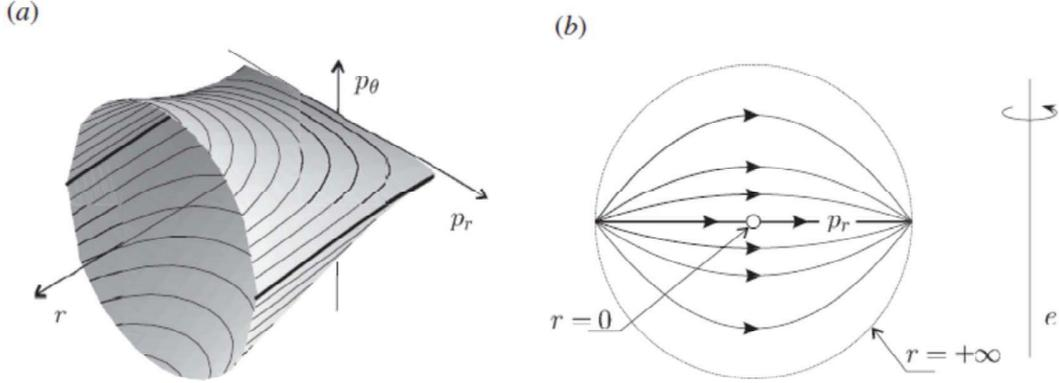 (a)
(b)
p_θ
p_r
r
p_r
r = 0
r = +∞
e